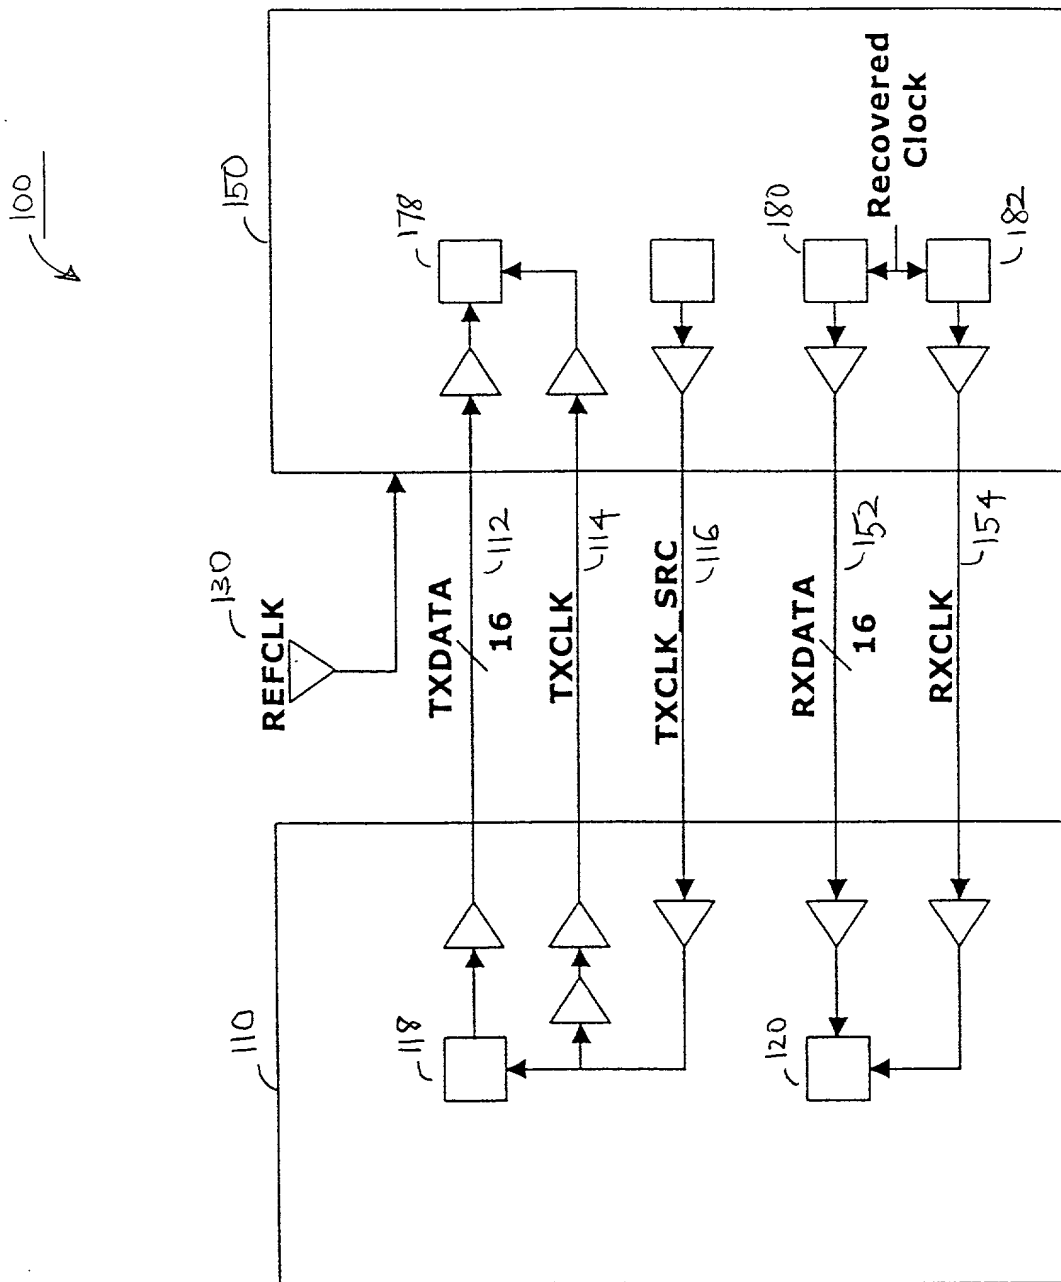 100
110
150
130
REFCLK
118
178
TXDATA
112
16
TXCLK
114
TXCLK_SRC
116
120
180
RXDATA
152
16
Recovered
Clock
RXCLK
154
182